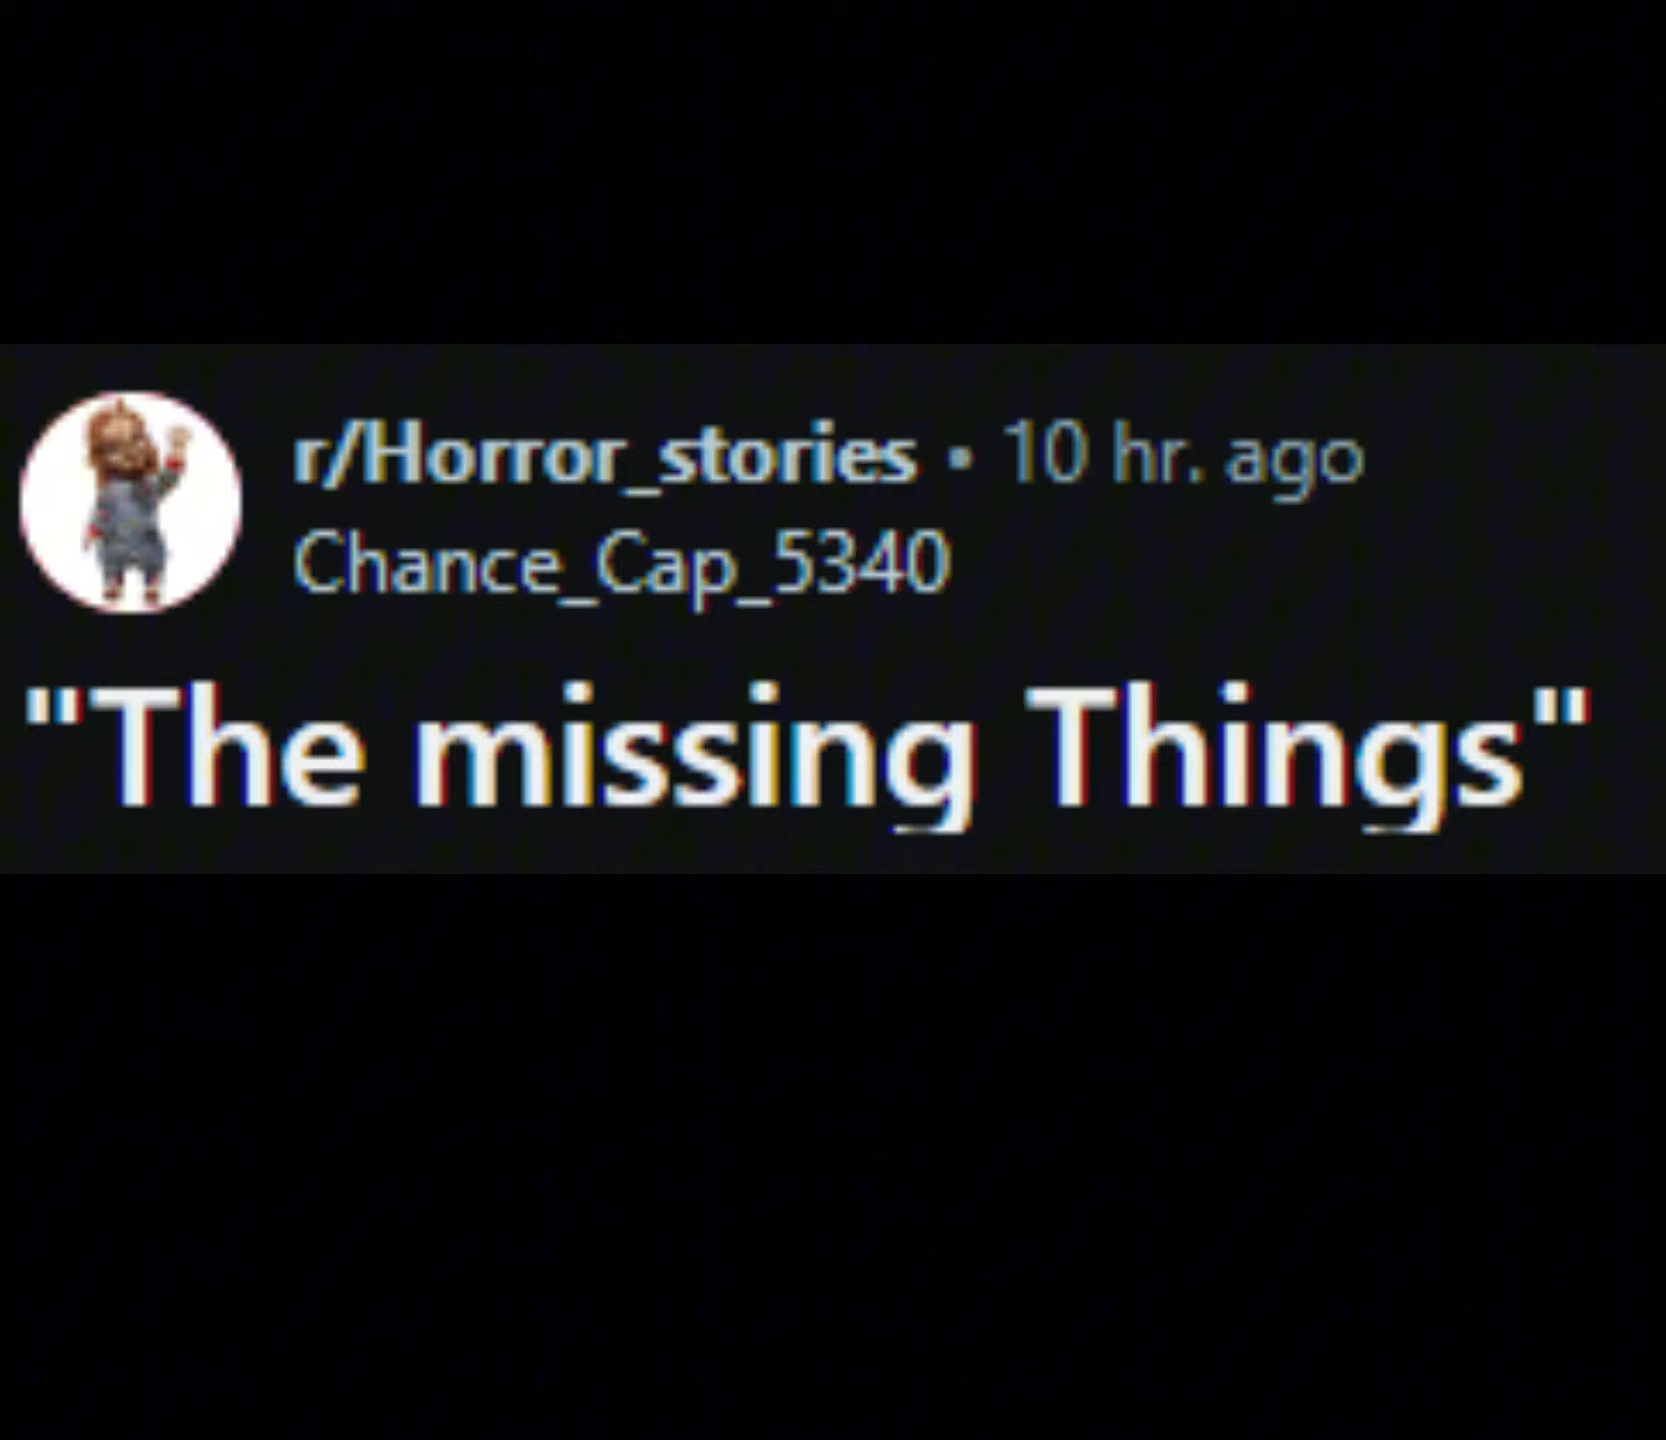 r/Horror_stories • 10 hr. ago
Chance_Cap_5340
"The missing Things"